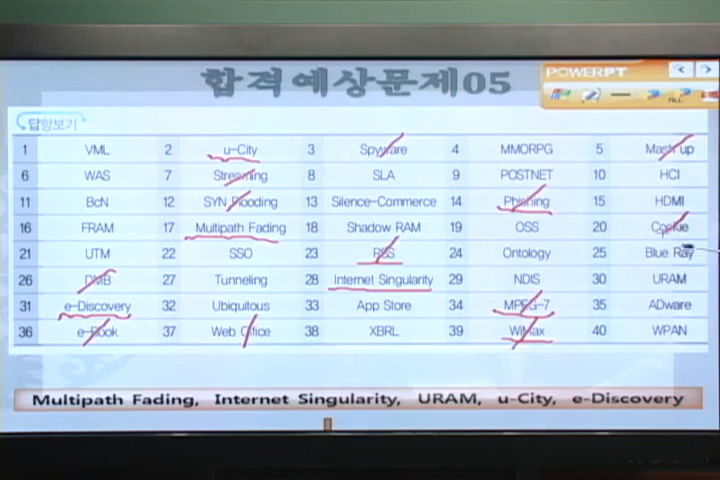 합격예상문제05
POWERPT
ALL
답항보기
1 VML 2 u-City 3 Spyware 4 MMORPG 5 Mash up
6 WAS 7 Streaming 8 SLA 9 POSTNET 10 HCI
11 BcN 12 SYN Flooding 13 Silence-Commerce 14 Phishing 15 HDMI
16 FRAM 17 Multipath Fading 18 Shadow RAM 19 OSS 20 Cookie
21 UTM 22 SSO 23 RSS 24 Ontology 25 Blue Ray
26 DMB 27 Tunneling 28 Internet Singularity 29 NDIS 30 URAM
31 e-Discovery 32 Ubiquitous 33 App Store 34 MPEG-7 35 ADware
36 e-Book 37 Web Office 38 XBRL 39 WiMax 40 WPAN
Multipath Fading, Internet Singularity, URAM, u-City, e-Discovery